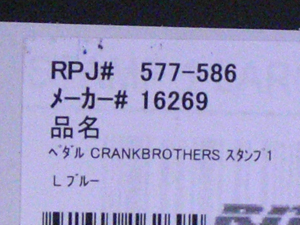 RPJ# 577-586
ﾒｰｶｰ# 16269
品名
ﾍﾟﾀﾞﾙ CRANKBROTHERS ｽﾀﾝﾌﾟ1
L ﾌﾞﾙｰ